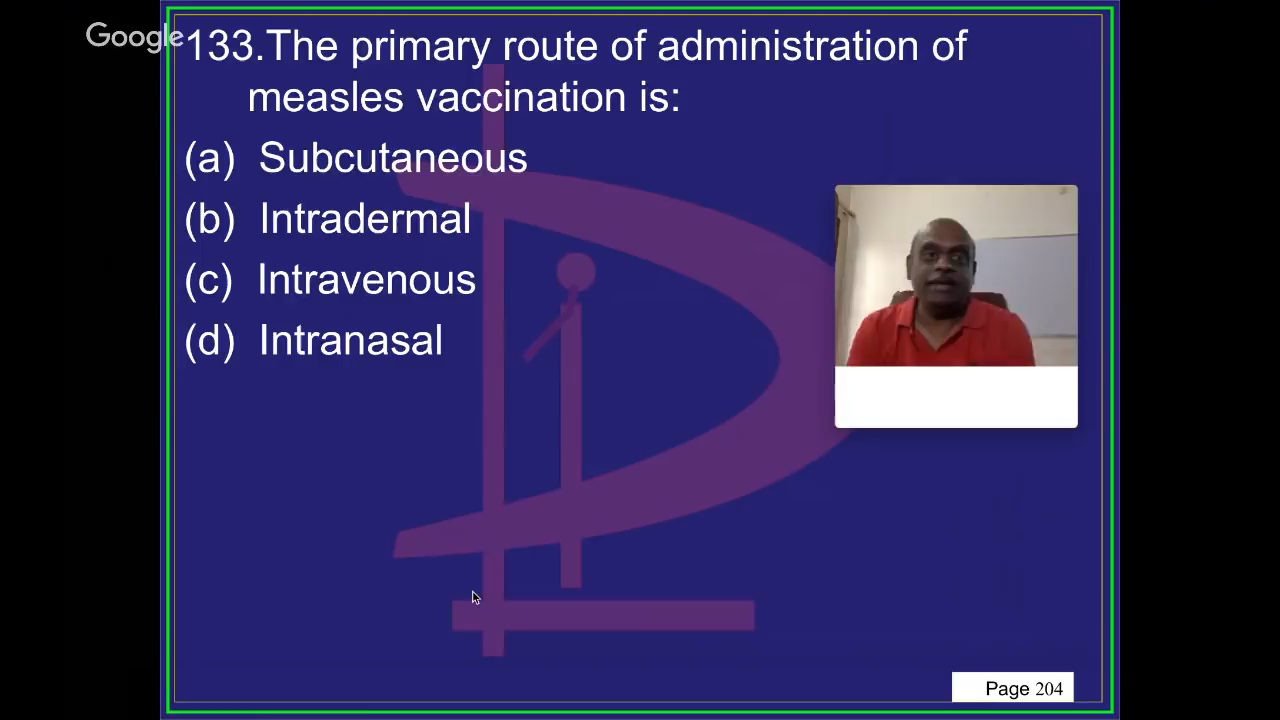 Google
133.The primary route of administration of
measles vaccination is:
(a) Subcutaneous
(b) Intradermal
(c) Intravenous
(d) Intranasal
Page 204